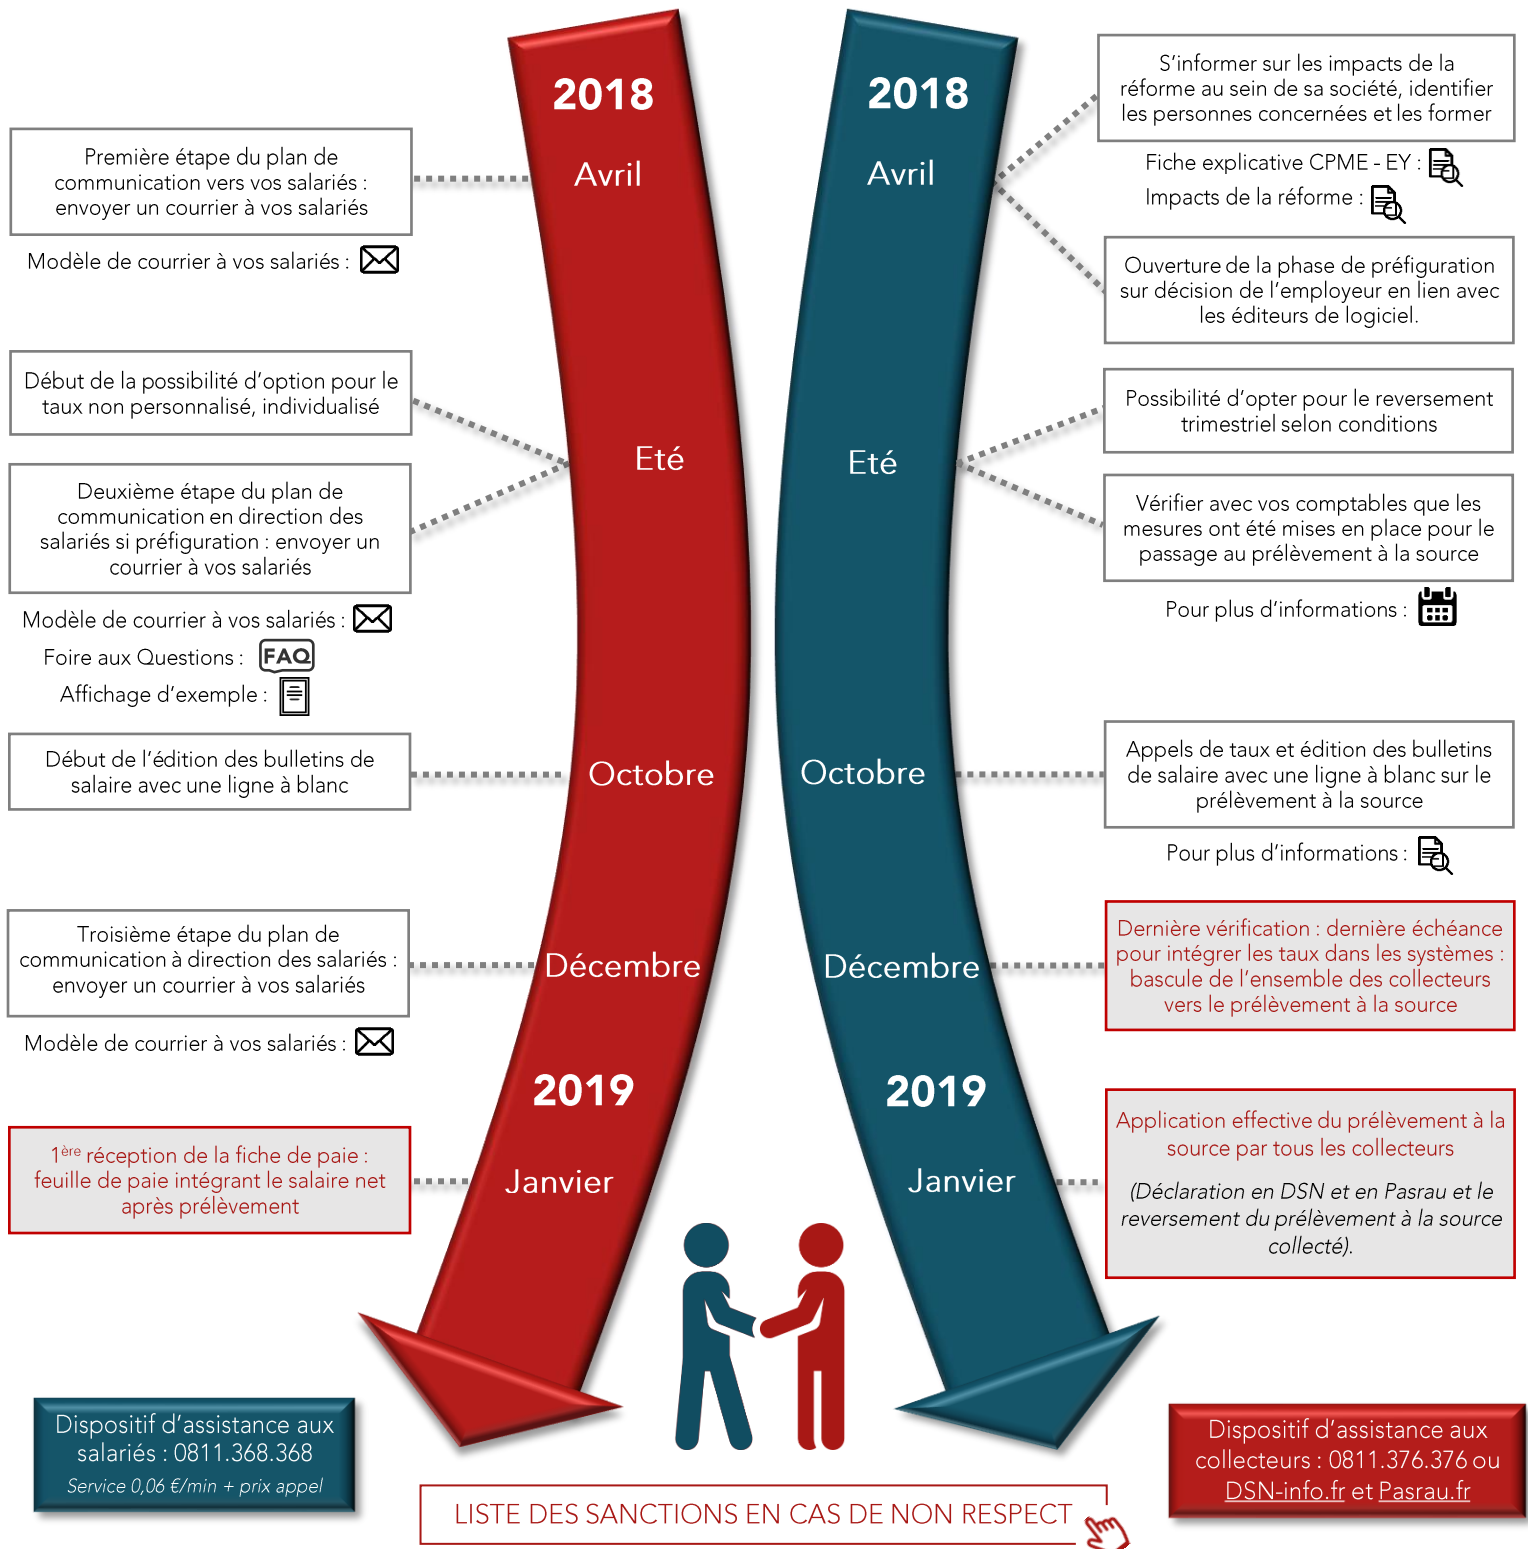 2018
Avril
Première étape du plan de
communication vers vos salariés :
envoyer un courrier à vos salariés
Modèle de courrier à vos salariés :
Début de la possibilité d'option pour le
taux non personnalisé, individualisé
Eté
Deuxième étape du plan de
communication en direction des
salariés si préfiguration : envoyer un
courrier à vos salariés
Modèle de courrier à vos salariés :
Foire aux Questions : FAQ
Affichage d'exemple :
Début de l'édition des bulletins de
salaire avec une ligne à blanc
Octobre
Troisième étape du plan de
communication à direction des salariés :
envoyer un courrier à vos salariés
Décembre
Modèle de courrier à vos salariés :
2019
1ère réception de la fiche de paie :
feuille de paie intégrant le salaire net
après prélèvement
Janvier
2018
Avril
S'informer sur les impacts de la
réforme au sein de sa société, identifier
les personnes concernées et les former
Fiche explicative CPME - EY :
Impacts de la réforme :
Ouverture de la phase de préfiguration
sur décision de l'employeur en lien avec
les éditeurs de logiciel.
Eté
Possibilité d'opter pour le reversement
trimestriel selon conditions
Vérifier avec vos comptables que les
mesures ont été mises en place pour le
passage au prélèvement à la source
Pour plus d'informations :
Octobre
Appels de taux et édition des bulletins
de salaire avec une ligne à blanc sur le
prélèvement à la source
Pour plus d'informations :
Décembre
Dernière vérification : dernière échéance
pour intégrer les taux dans les systèmes :
bascule de l'ensemble des collecteurs
vers le prélèvement à la source
2019
Janvier
Application effective du prélèvement à la
source par tous les collecteurs
(Déclaration en DSN et en Pasrau et le
reversement du prélèvement à la source
collecté).
Dispositif d'assistance aux
salariés : 0811.368.368
Service 0,06 €/min + prix appel
Dispositif d'assistance aux
collecteurs : 0811.376.376 ou
DSN-info.fr et Pasrau.fr
LISTE DES SANCTIONS EN CAS DE NON RESPECT